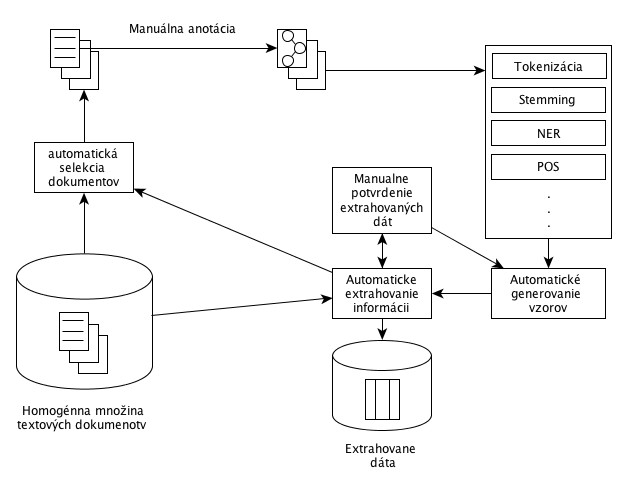 Manuálna anotácia
Tokenizácia
Stemming
NER
POS
.
.
.
automatická
selekcia
dokumentov
Manualne
potvrdenie
extrahovaných
dát
Automaticke
extrahovanie
informácii
Automatické
generovanie
vzorov
Homogénna množina
textových dokumenotv
Extrahovane
dáta